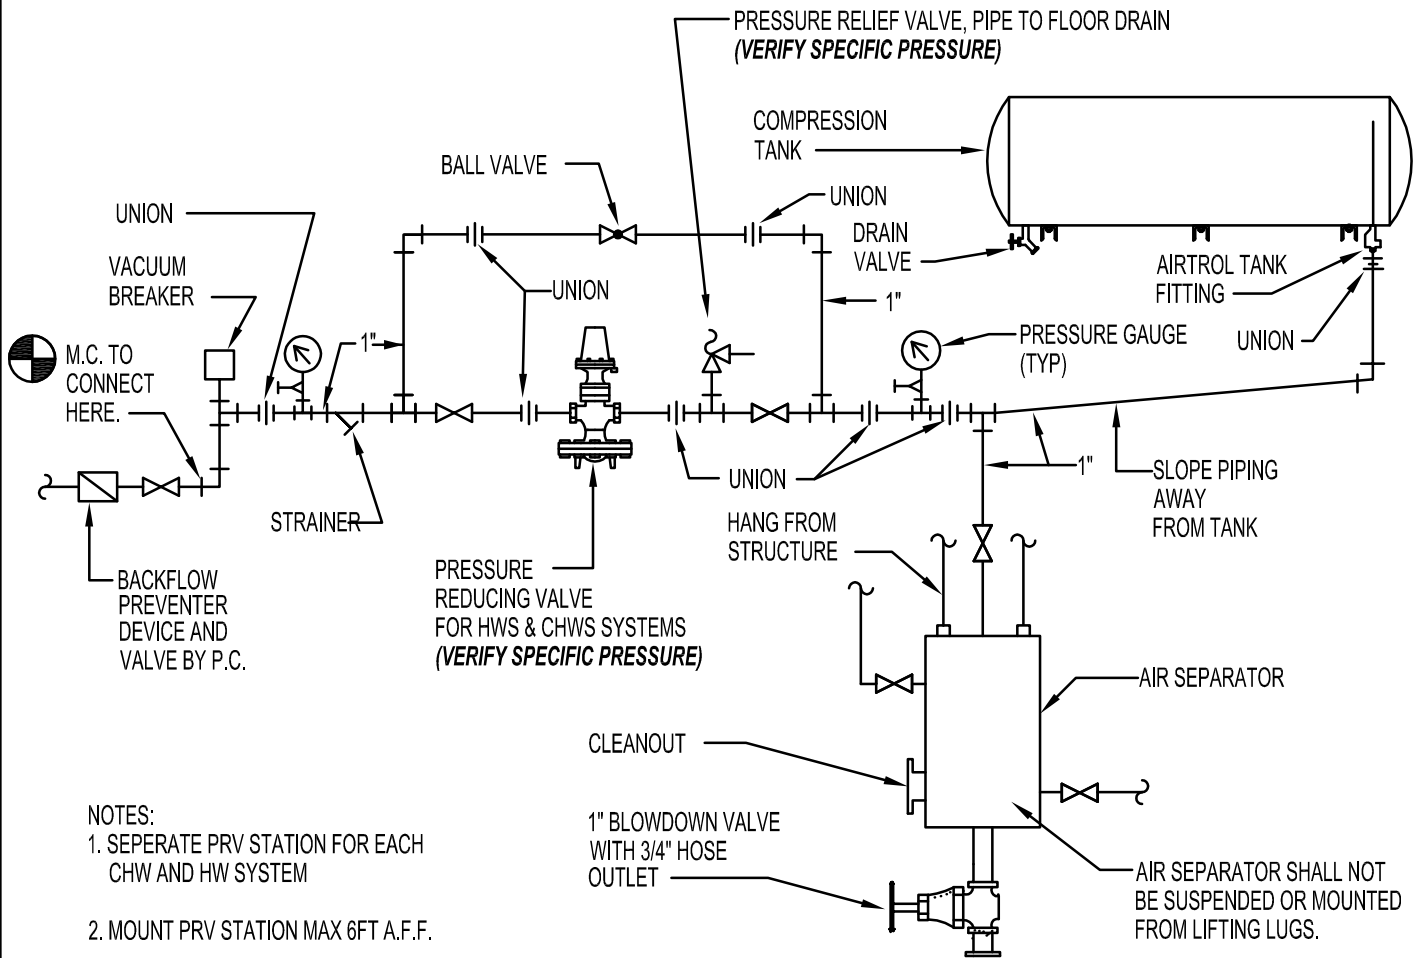 PRESSURE RELIEF VALVE, PIPE TO FLOOR DRAIN
(VERIFY SPECIFIC PRESSURE)
COMPRESSION
TANK
BALL VALVE
UNION
UNION
DRAIN
VALVE
VACUUM
BREAKER
AIRTROL TANK
FITTING
UNION
1"
PRESSURE GAUGE
(TYP)
UNION
1"
M.C. TO
CONNECT
HERE.
UNION
1"
SLOPE PIPING
AWAY
FROM TANK
STRAINER
HANG FROM
STRUCTURE
BACKFLOW
PREVENTER
DEVICE AND
VALVE BY P.C.
PRESSURE
REDUCING VALVE
FOR HWS & CHWS SYSTEMS
(VERIFY SPECIFIC PRESSURE)
AIR SEPARATOR
CLEANOUT
1" BLOWDOWN VALVE
WITH 3/4" HOSE
OUTLET
AIR SEPARATOR SHALL NOT
BE SUSPENDED OR MOUNTED
FROM LIFTING LUGS.
NOTES:
1. SEPERATE PRV STATION FOR EACH
CHW AND HW SYSTEM
2. MOUNT PRV STATION MAX 6FT A.F.F.